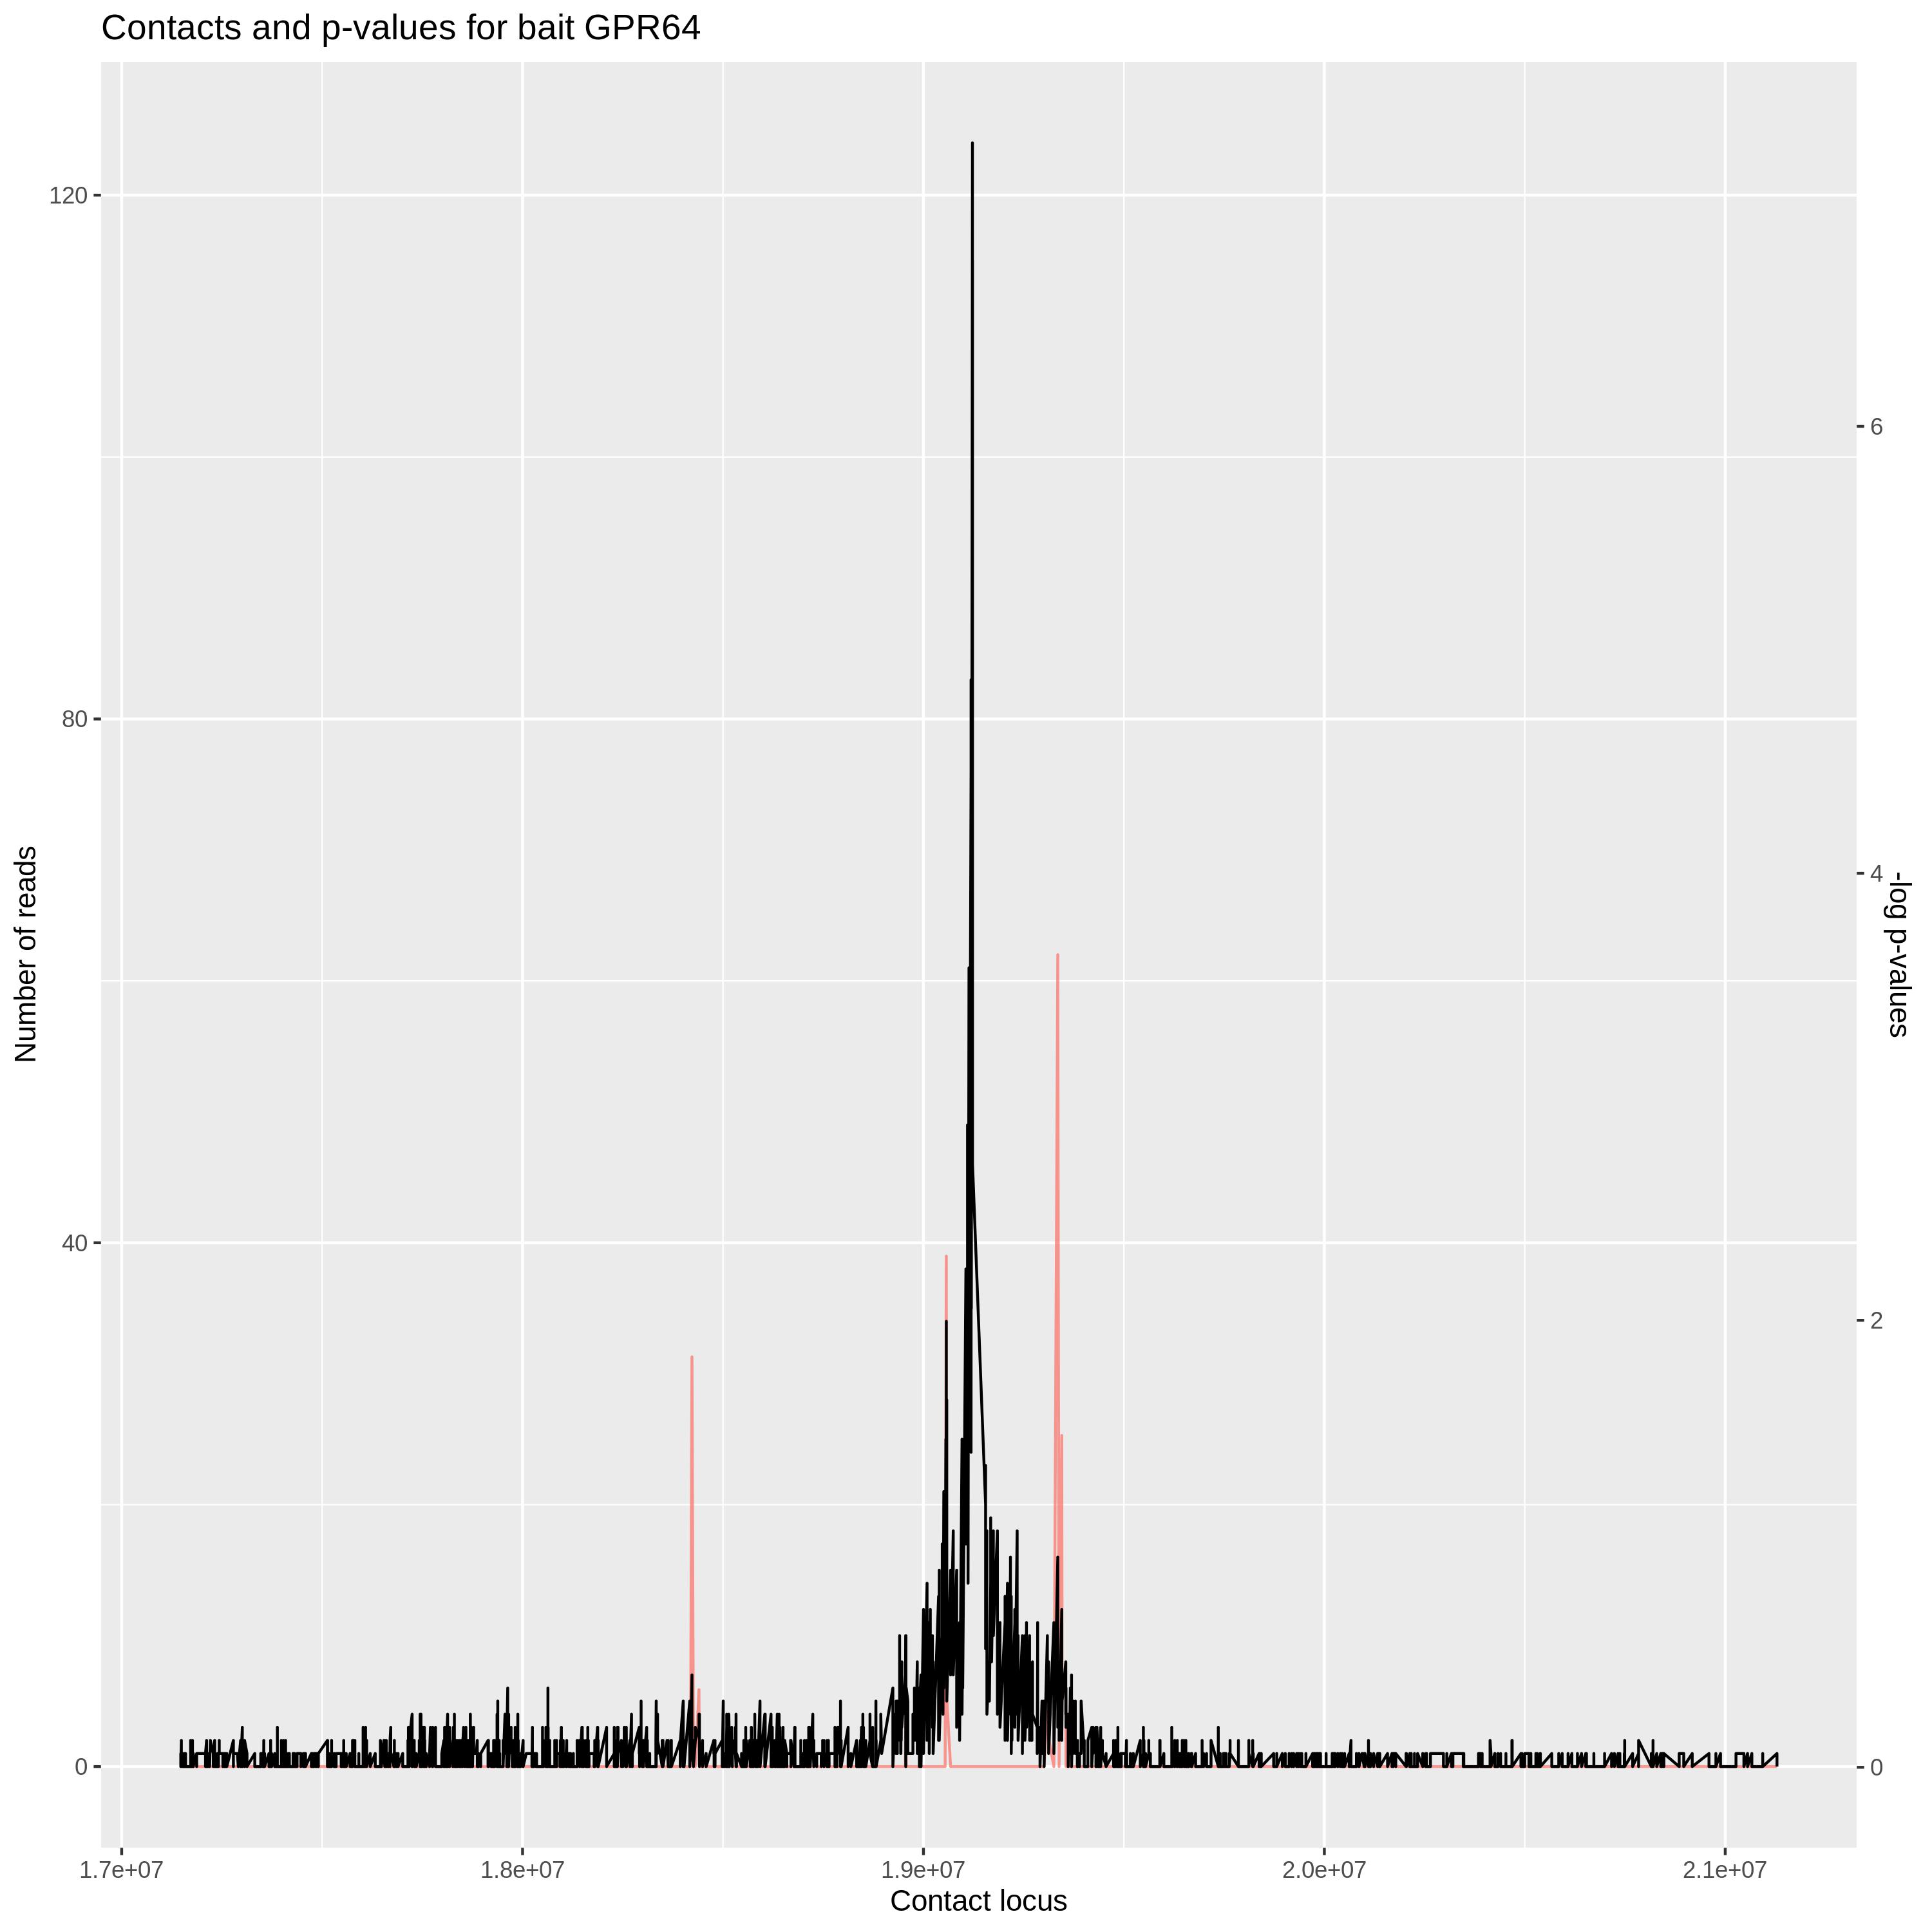 Contacts and p-values for bait GPR64
120
80
40
0
Number of reads
6
4
2
0
-log p-values
1.7e+07
1.8e+07
1.9e+07
2.0e+07
2.1e+07
Contact locus